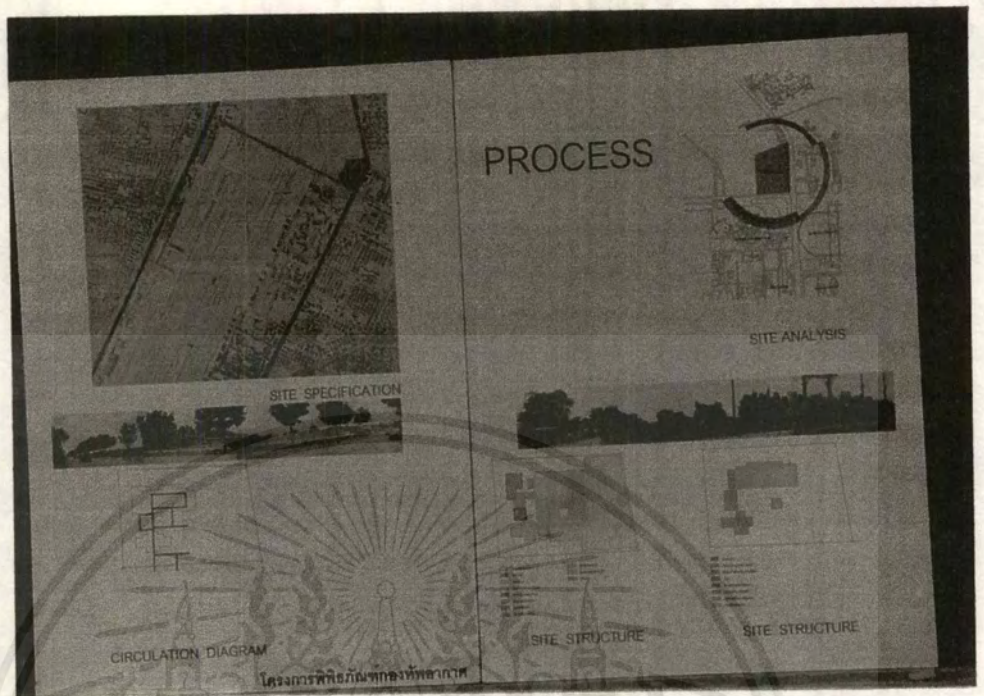 PROCESS
SITE ANALYSIS
SITE SPECIFICATION
CIRCULATION DIAGRAM
SITE STRUCTURE
SITE STRUCTURE
โครงการพิพิธภัณฑ์กองทัพอากาศ